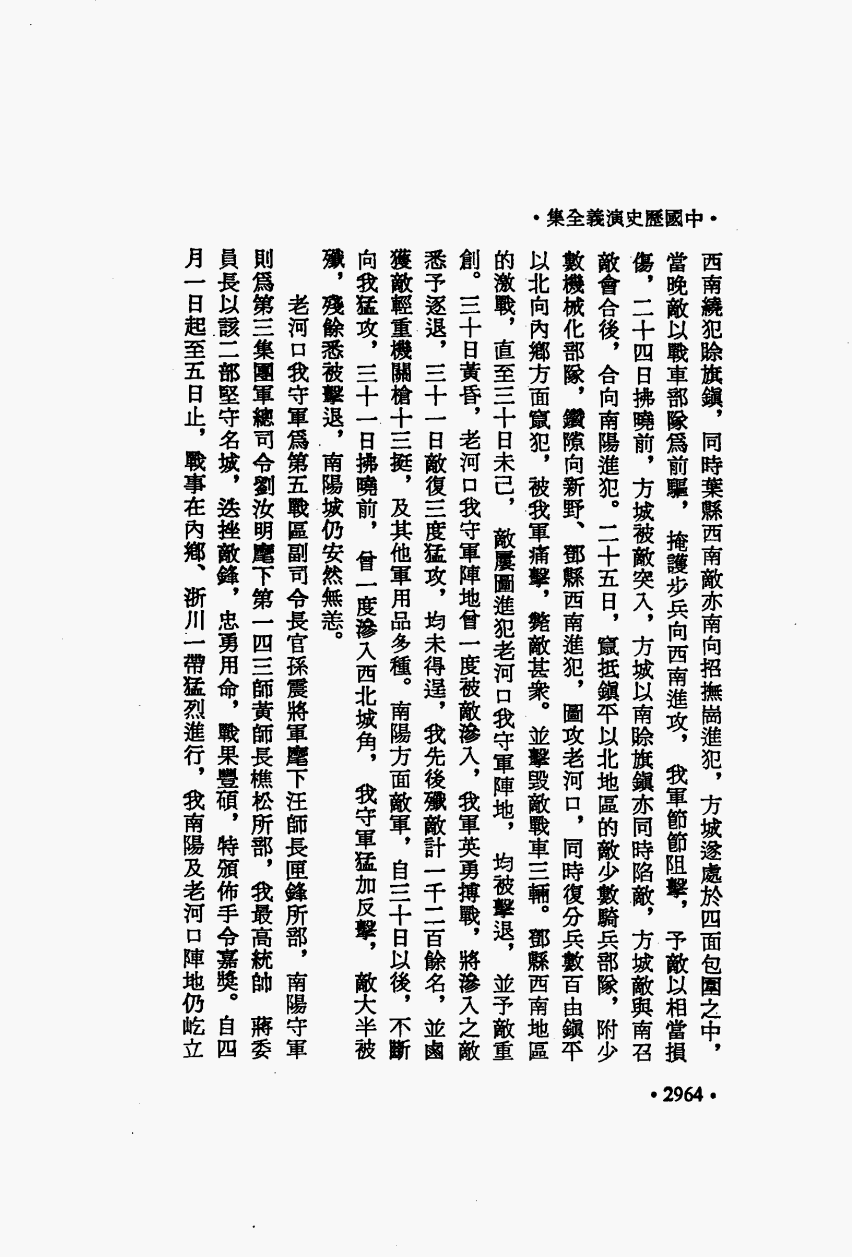 •中國歷史演義全集•
西南繞犯賒旗鎭，同時葉縣西南敵亦南向招撫崗進犯，方城遂處於四面包圍之中，
當晚敵以戰車部隊爲前驅，掩護步兵向西南進攻，我軍節節阻擊，予敵以相當損
傷，二十四日拂曉前，方城被敵突入，方城以南賒旗鎭亦同時陷敵，方城敵與南召
敵會合後，合向南陽進犯。二十五日，竄抵鎭平以北地區的敵少數騎兵部隊，附少
數機械化部隊，鑽隙向新野、鄧縣西南進犯，圖攻老河口，同時復分兵數百由鎭平
以北向內鄉方面竄犯，被我軍痛擊，斃敵甚衆。並擊毀敵戰車三輛。鄧縣西南地區
的激戰，直至三十日未已，敵屢圖進犯老河口我守軍陣地，均被擊退，並予敵重
創。三十日黃昏，老河口我守軍陣地曾一度被敵滲入，我軍英勇搏戰，將滲入之敵
悉予逐退，三十一日敵復三度猛攻，均未得逞，我先後殲敵計一千二百餘名，並鹵
獲敵輕重機關槍十三挺，及其他軍用品多種。南陽方面敵軍，自三十日以後，不斷
向我猛攻，三十一日拂曉前，曾一度滲入西北城角，我守軍猛加反擊，敵大半被
殲，殘餘悉被擊退，南陽城仍安然無恙。
老河口我守軍爲第五戰區副司令長官孫震將軍麾下汪師長匣鋒所部，南陽守軍
則爲第三集團軍總司令劉汝明麾下第一四三師黃師長樵松所部，我最高統帥　蔣委
員長以該二部堅守名城，迭挫敵鋒，忠勇用命，戰果豐碩，特頒佈手令嘉獎。自四
月一日起至五日止，戰事在內鄉、浙川一帶猛烈進行，我南陽及老河口陣地仍屹立
•2964•